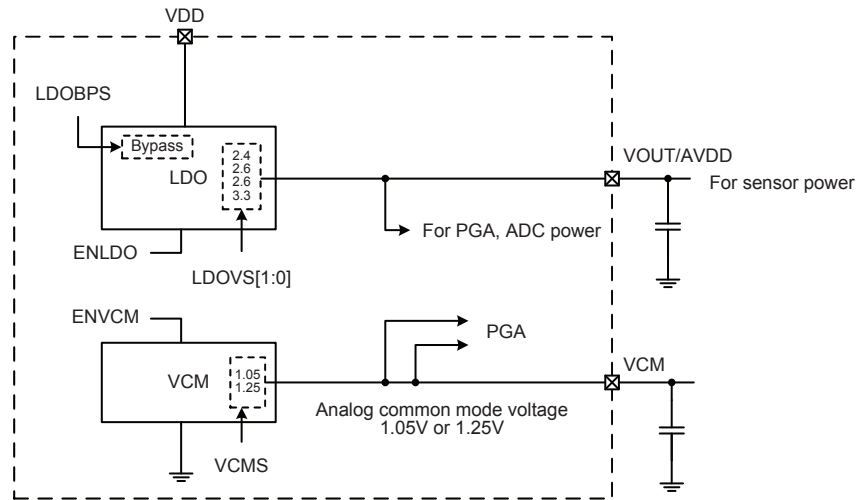 VDD
LDOBPS
Bypass
LDO
2.4
2.6
2.6
3.3
VOUT/AVDD
For sensor power
For PGA, ADC power
ENLDO
LDOVS[1:0]
ENVCM
PGA
VCM
1.05
1.25
VCM
Analog common mode voltage
1.05V or 1.25V
VCMS